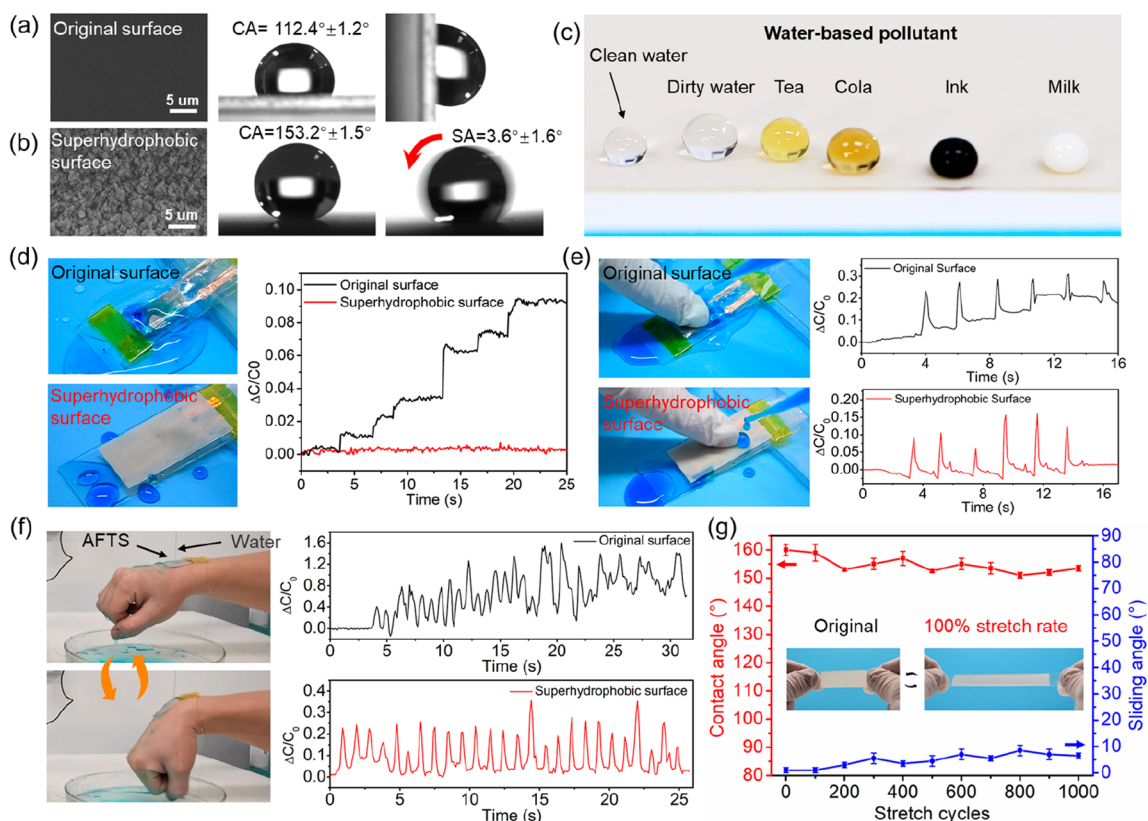 (a)
Original surface
5 um
CA= 112.4°±1.2°
(b)
Superhydrophobic
surface
5 um
CA=153.2°±1.5°
SA=3.6°±1.6°
(c)
Water-based pollutant
Clean water
Dirty water
Tea
Cola
Ink
Milk
(d)
Original surface
Superhydrophobic
surface
Original surface
Superhydrophobic surface
ΔC/C0
0.10
0.08
0.06
0.04
0.02
0.00
0 5 10 15 20 25
Time (s)
(e)
Original surface
Superhydrophobic
surface
Original Surface
ΔC/C₀
0.3
0.2
0.1
0.0
4 8 12 16
Time (s)
Superhydrophobic Surface
ΔC/C₀
0.20
0.15
0.10
0.05
0.00
4 8 12 16
Time (s)
(f)
AFTS
Water
Original surface
ΔC/C₀
1.6
1.2
0.8
0.4
0.0
0 5 10 15 20 25 30
Time (s)
Superhydrophobic surface
ΔC/C₀
0.4
0.3
0.2
0.1
0.0
0 5 10 15 20 25
Time (s)
(g)
Contact angle (°)
160
150
140
130
120
110
100
90
80
Original
100% stretch rate
Sliding angle (°)
90
80
70
60
50
40
30
20
10
0
0 200 400 600 800 1000
Stretch cycles